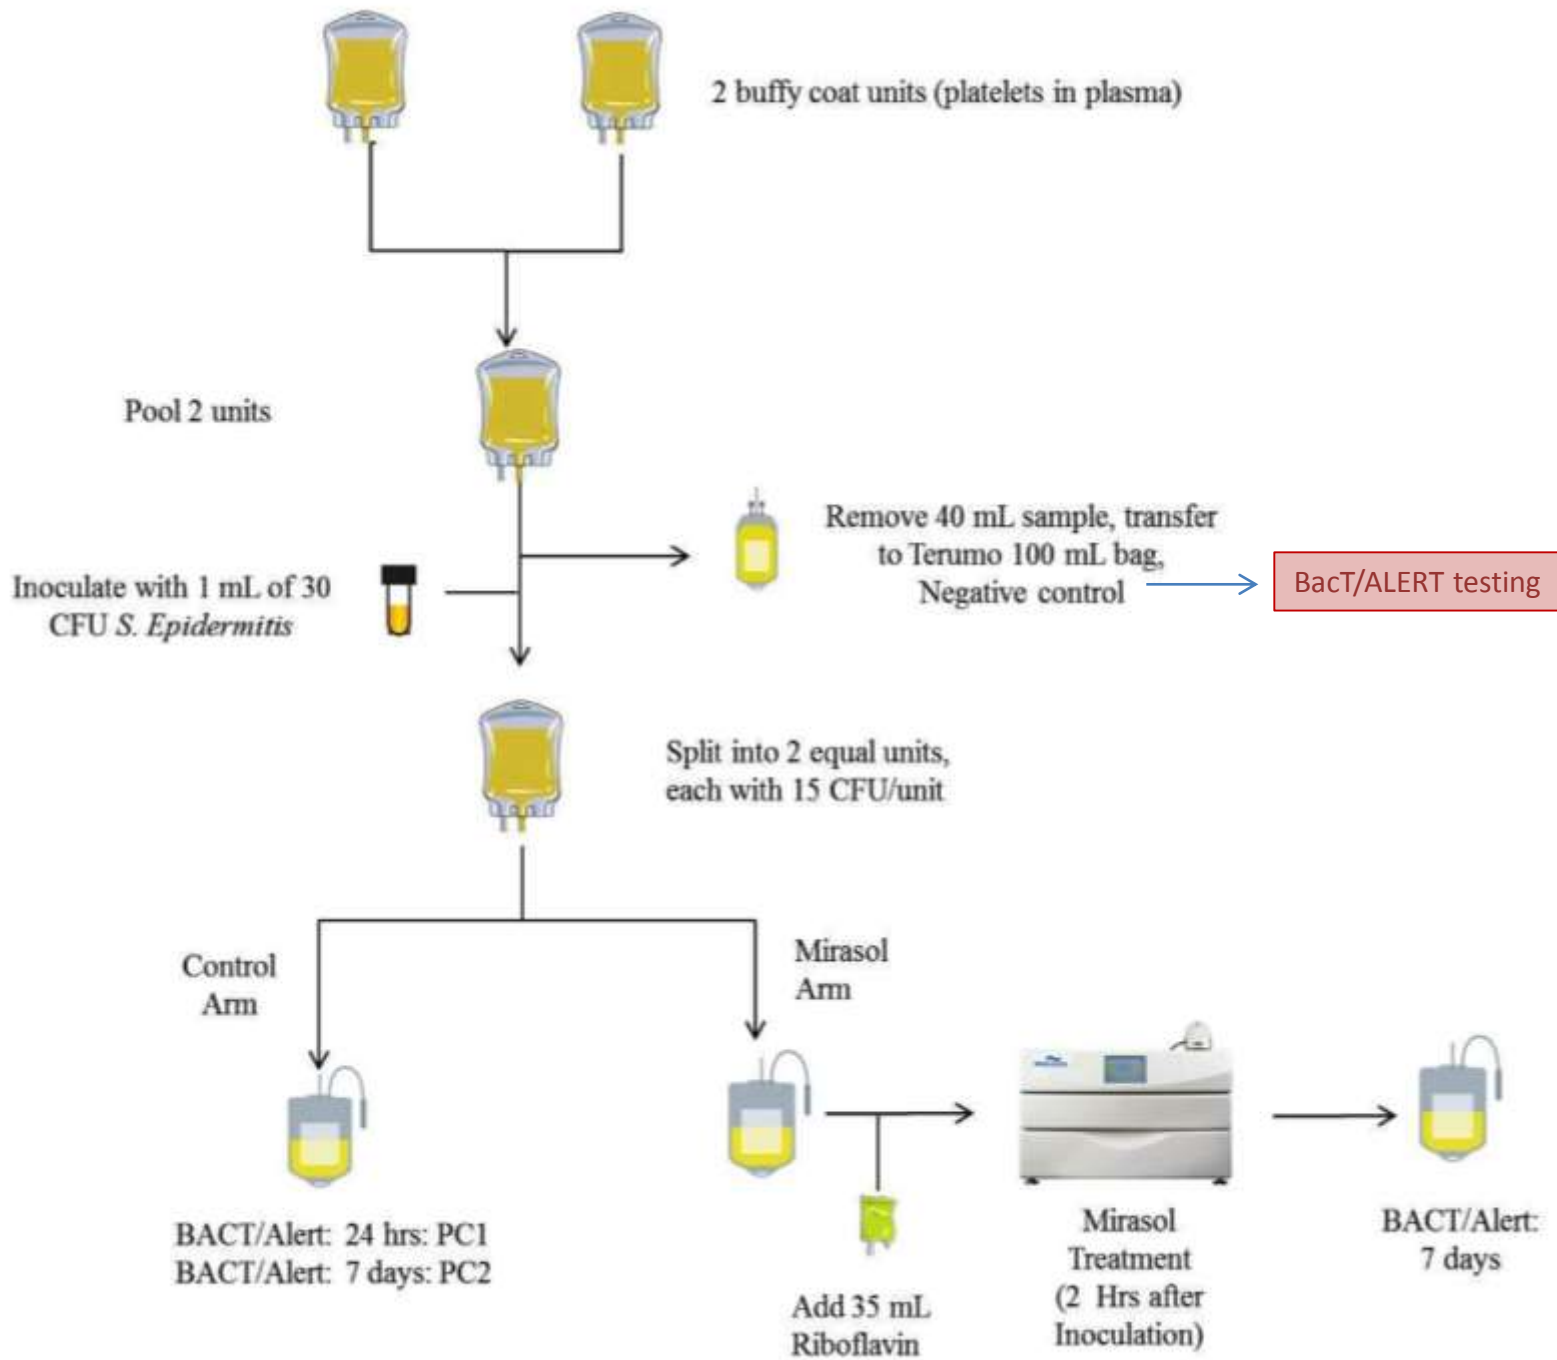 2 buffy coat units (platelets in plasma)
Pool 2 units
Remove 40 mL sample, transfer
to Terumo 100 mL bag,
Negative control
BacT/ALERT testing
Inoculate with 1 mL of 30
CFU S. Epidermitis
Split into 2 equal units,
each with 15 CFU/unit
Control
Arm
Mirasol
Arm
BACT/Alert: 24 hrs: PC1
BACT/Alert: 7 days: PC2
Add 35 mL
Riboflavin
Mirasol
Treatment
(2 Hrs after
Inoculation)
BACT/Alert:
7 days